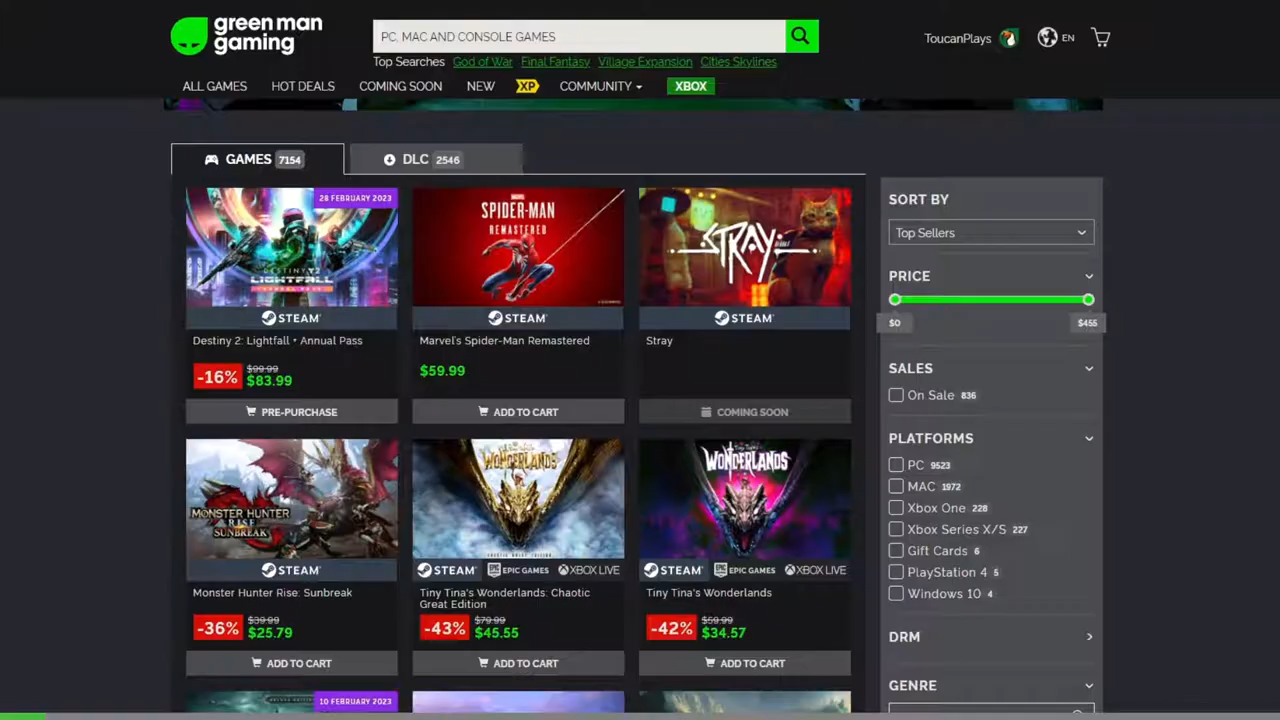 green man
gaming
PC, MAC AND CONSOLE GAMES
ToucanPlays
EN
Top Searches God of War Final Fantasy Village Expansion Cities Skylines
ALL GAMES HOT DEALS COMING SOON NEW XP COMMUNITY XBOX
GAMES 7154 DLC 2546
28 FEBRUARY 2023
DESTINY 2
LIGHTFALL
STEAM
Destiny 2: Lightfall + Annual Pass
-16% $99.99 $83.99
PRE-PURCHASE
MARVEL
SPIDER-MAN
REMASTERED
STEAM
Marvel's Spider-Man Remastered
$59.99
ADD TO CART
STRAY
STEAM
Stray
COMING SOON
MONSTER HUNTER
RISE
SUNBREAK
STEAM
Monster Hunter Rise: Sunbreak
-36% $39.99 $25.79
ADD TO CART
TINY TINA'S
WONDERLANDS
CHAOTIC GREAT EDITION
STEAM EPIC GAMES XBOX LIVE
Tiny Tina's Wonderlands: Chaotic
Great Edition
-43% $79.99 $45.55
ADD TO CART
TINY TINA'S
WONDERLANDS
STEAM EPIC GAMES XBOX LIVE
Tiny Tina's Wonderlands
-42% $59.99 $34.57
ADD TO CART
10 FEBRUARY 2023
SORT BY
Top Sellers
PRICE
$0 $455
SALES
On Sale 836
PLATFORMS
PC 9523
MAC 1972
Xbox One 228
Xbox Series X/S 227
Gift Cards 6
PlayStation 4 5
Windows 10 4
DRM
GENRE